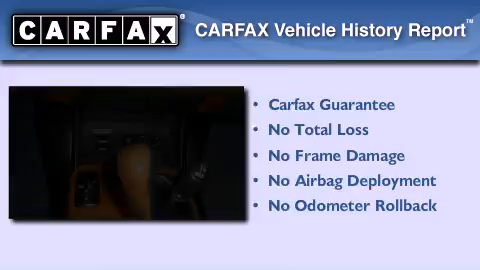 CARFAX®
CARFAX Vehicle History Report™
• Carfax Guarantee
• No Total Loss
• No Frame Damage
• No Airbag Deployment
• No Odometer Rollback